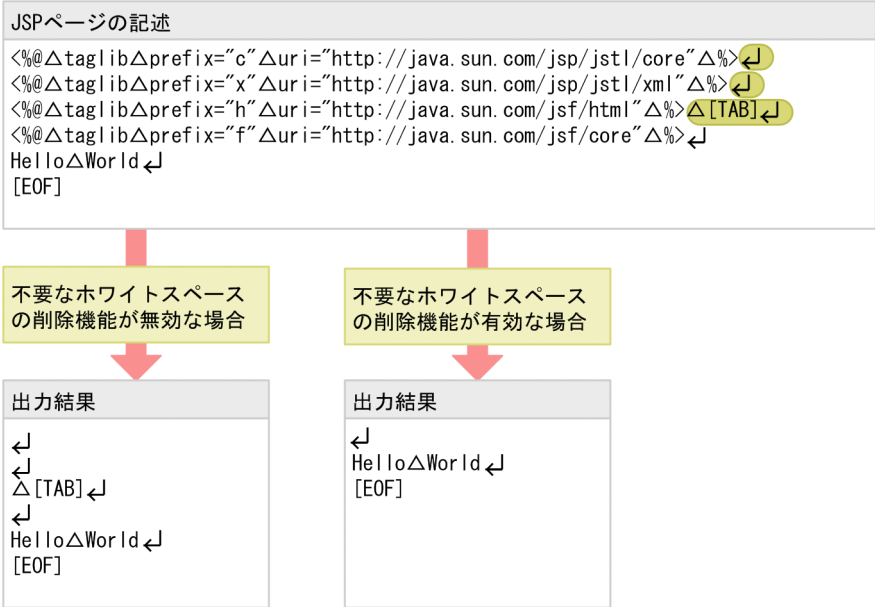 JSPページの記述
<%@△taglib△prefix="c"△uri="http://java.sun.com/jsp/jstl/core"△%>↵
<%@△taglib△prefix="x"△uri="http://java.sun.com/jsp/jstl/xml"△%>↵
<%@△taglib△prefix="h"△uri="http://java.sun.com/jsf/html"△%>△[TAB]↵
<%@△taglib△prefix="f"△uri="http://java.sun.com/jsf/core"△%>↵
Hello△World↵
[EOF]
不要なホワイトスペース
の削除機能が無効な場合
不要なホワイトスペース
の削除機能が有効な場合
出力結果
↵
↵
△[TAB]↵
↵
Hello△World↵
[EOF]
出力結果
↵
Hello△World↵
[EOF]